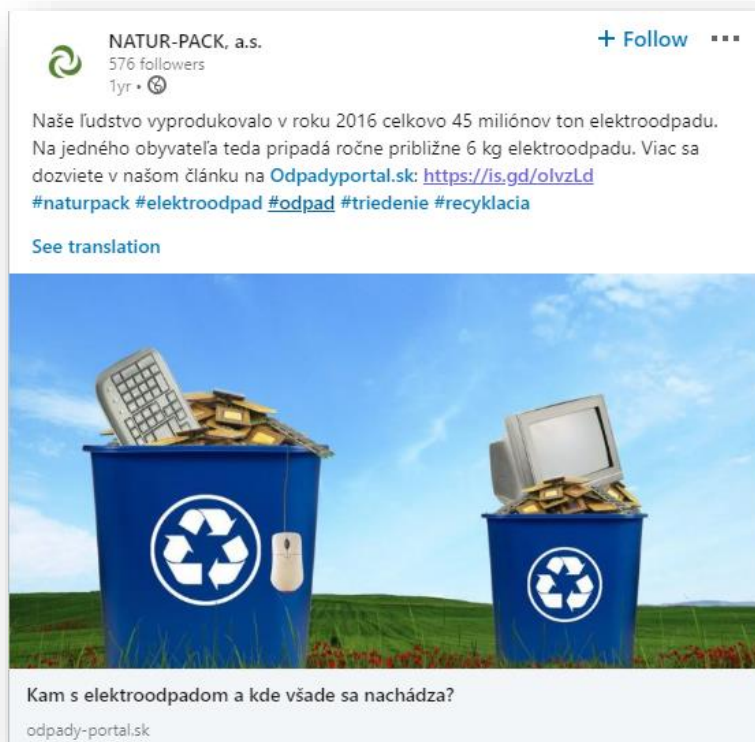 NATUR-PACK, a.s.
+ Follow
576 followers
1yr •
Naše ľudstvo vyprodukovalo v roku 2016 celkovo 45 miliónov ton elektroodpadu.
Na jedného obyvateľa teda pripadá ročne približne 6 kg elektroodpadu. Viac sa
dozviete v našom článku na Odpadyportal.sk: https://is.gd/olvzLd
#naturpack #elektroodpad #odpad #triedenie #recyklacia
See translation
Kam s elektroodpadom a kde všade sa nachádza?
odpady-portal.sk